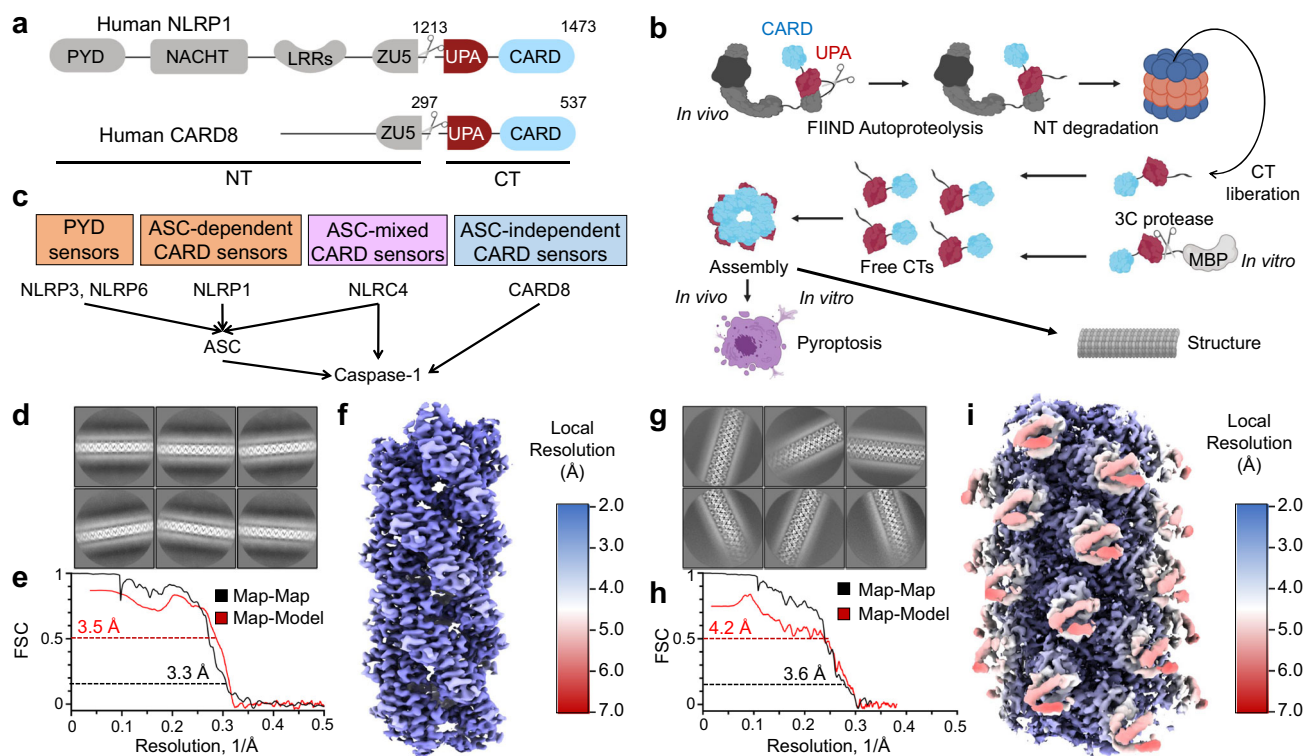 a
Human NLRP1
1213
1473
PYD
NACHT
LRRs
ZU5
UPA
CARD
297
537
Human CARD8
ZU5
UPA
CARD
NT
CT
b
CARD
UPA
In vivo
FIIND Autoproteolysis
NT degradation
CT
liberation
3C protease
MBP
In vitro
Free CTs
Assembly
In vivo
In vitro
Pyroptosis
Structure
c
PYD
sensors
ASC-dependent
CARD sensors
ASC-mixed
CARD sensors
ASC-independent
CARD sensors
NLRP3, NLRP6
NLRP1
NLRC4
CARD8
ASC
Caspase-1
d
e
1
Map-Map
Map-Model
3.5 Å
0.5
FSC
3.3 Å
0
0
0.1
0.2
0.3
0.4
0.5
Resolution, 1/Å
f
Local
Resolution
(Å)
2.0
3.0
4.0
5.0
6.0
7.0
g
h
1
Map-Map
Map-Model
4.2 Å
0.5
FSC
3.6 Å
0
0
0.1
0.2
0.3
0.4
0.5
Resolution, 1/Å
i
Local
Resolution
(Å)
2.0
3.0
4.0
5.0
6.0
7.0